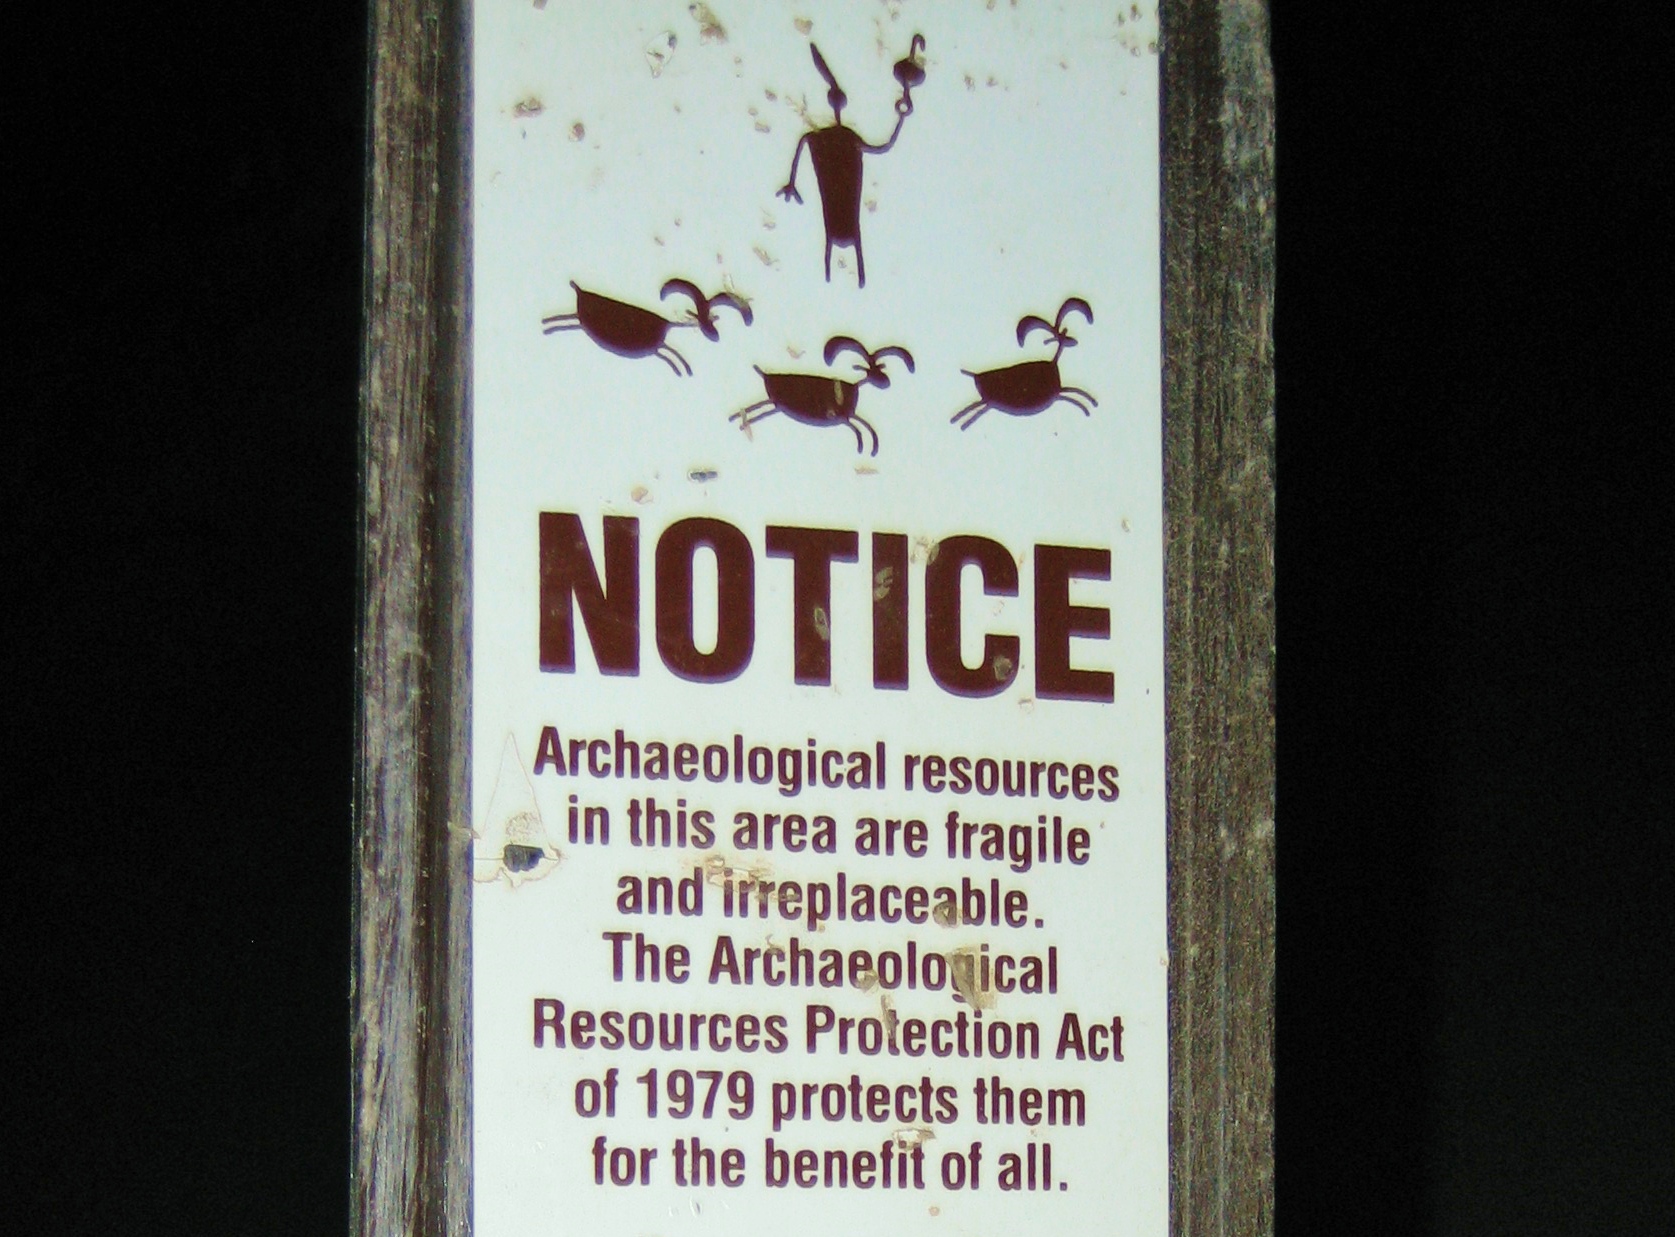 NOTICE
Archaeological resources
in this area are fragile
and irreplaceable.
The Archaeological
Resources Protection Act
of 1979 protects them
for the benefit of all.